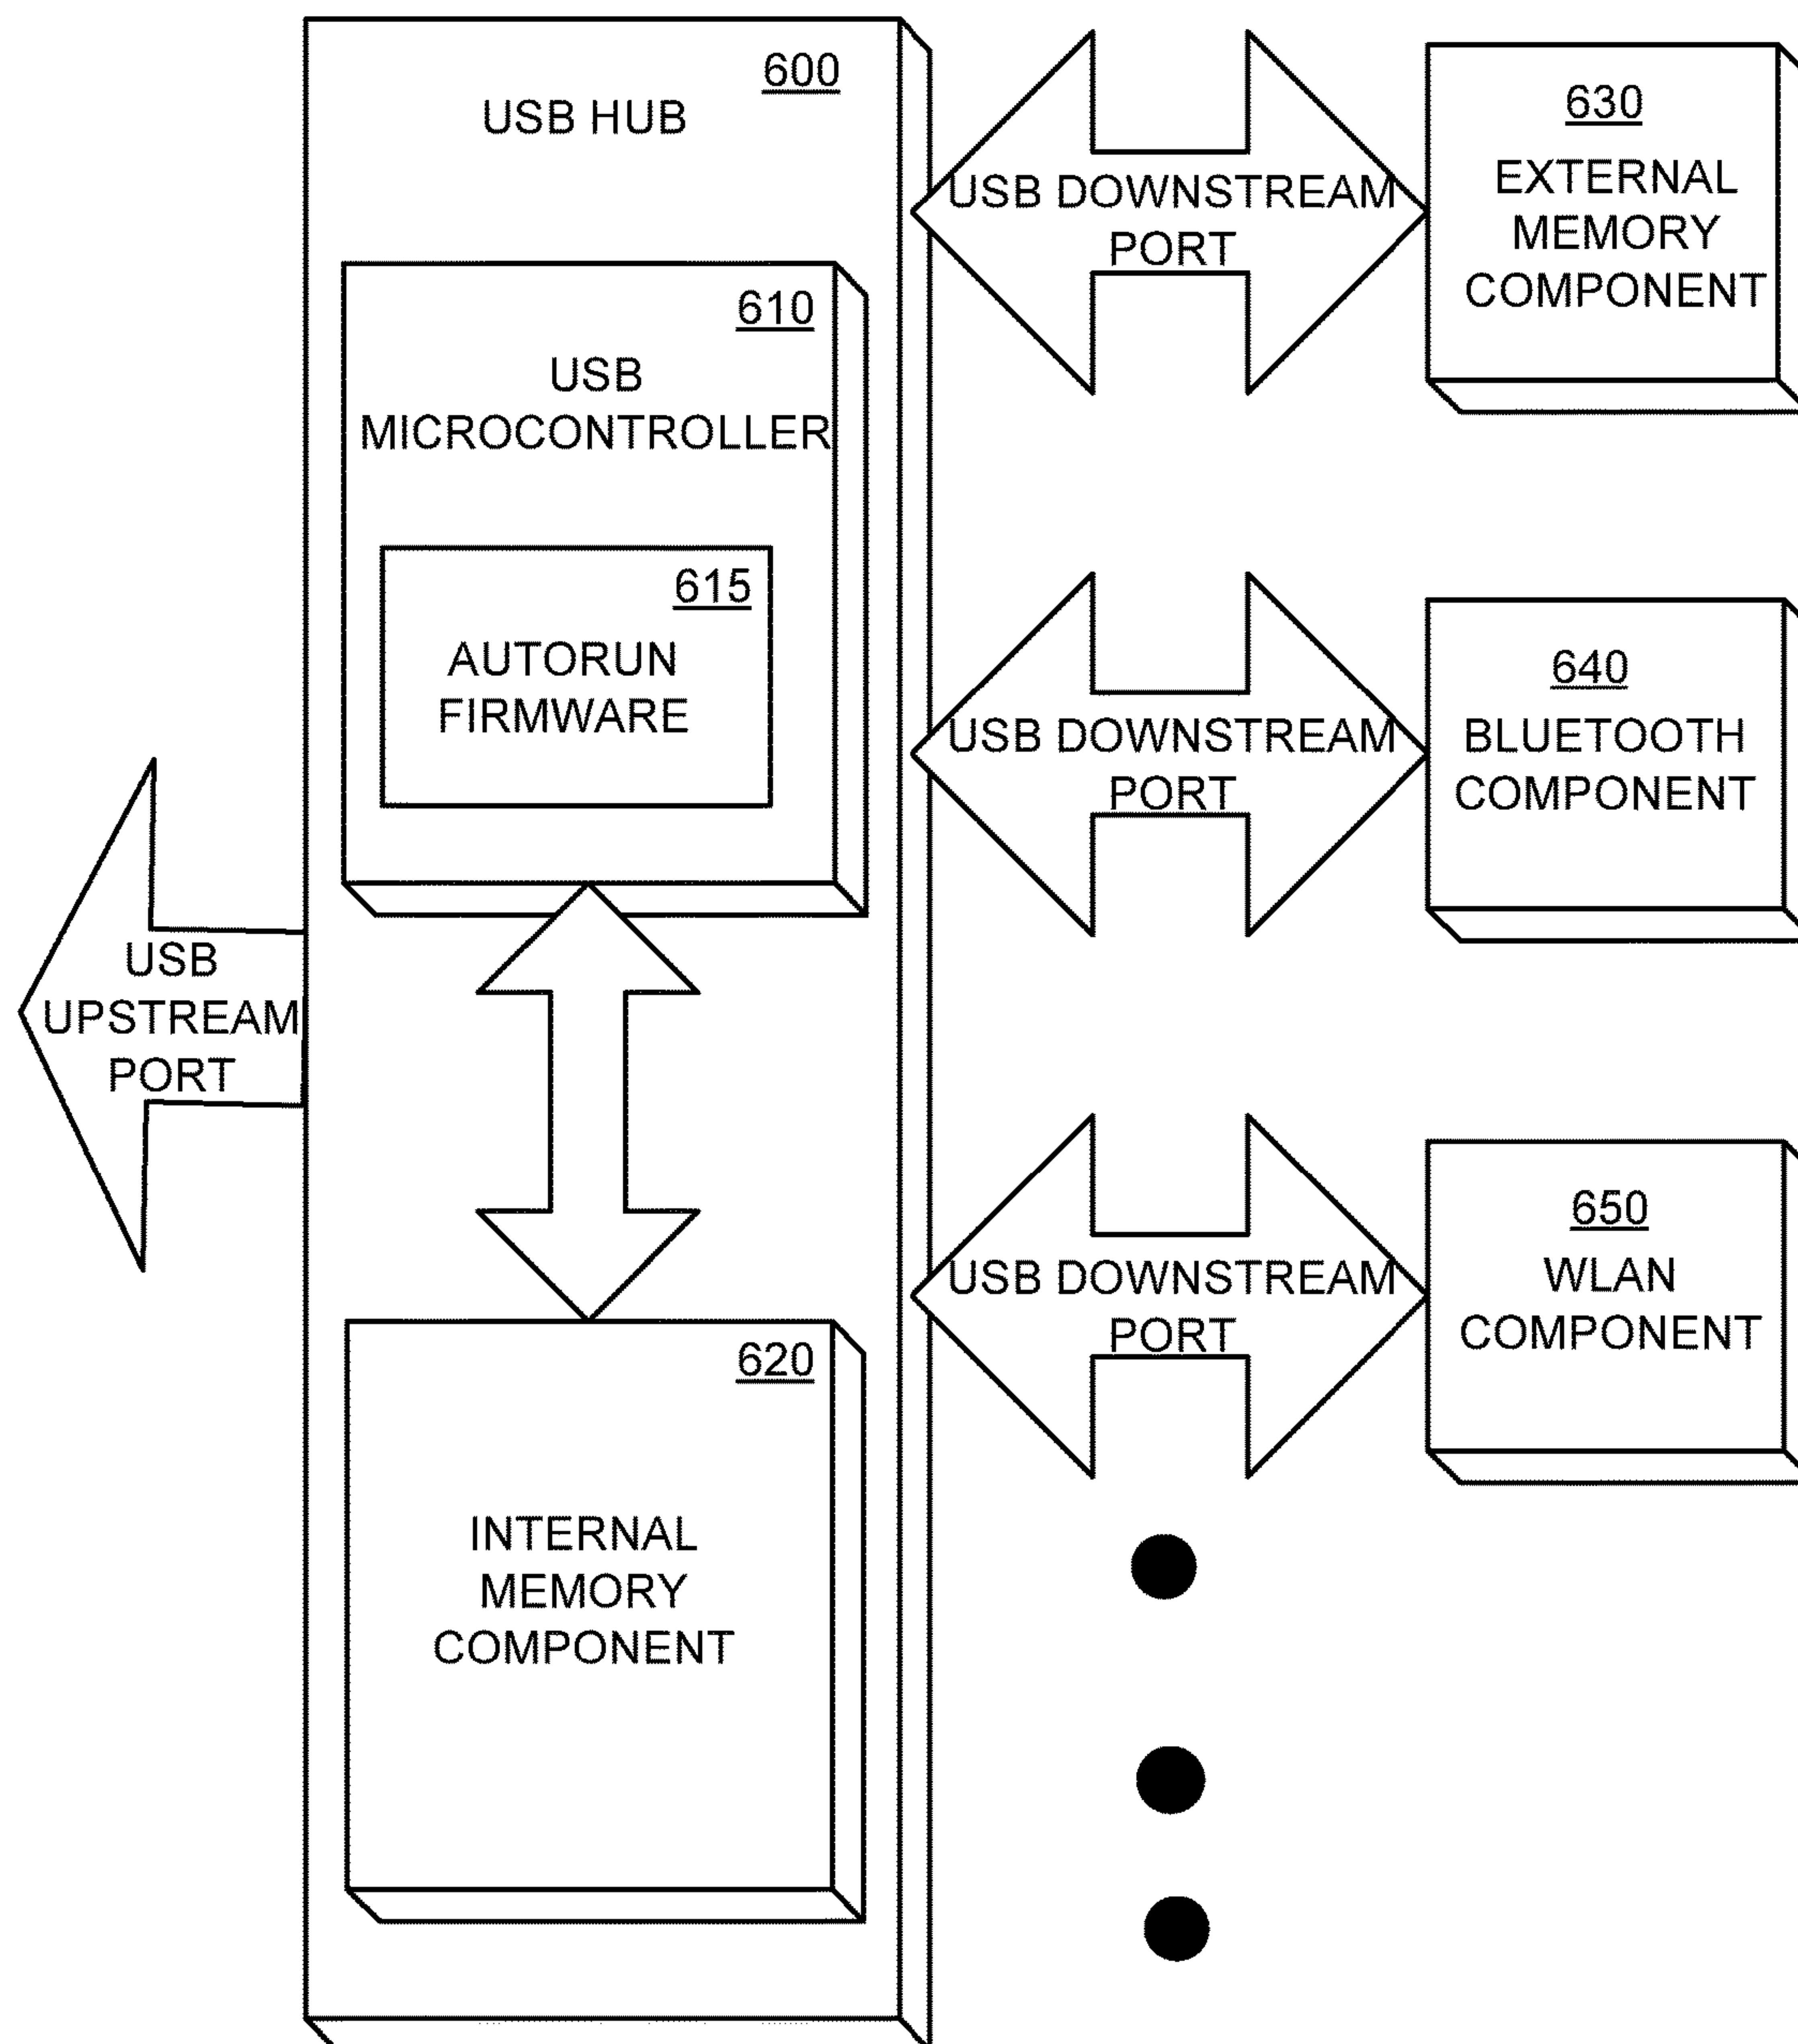 600
USB HUB
610
USB
MICROCONTROLLER
615
AUTORUN
FIRMWARE
USB
UPSTREAM
PORT
620
INTERNAL
MEMORY
COMPONENT
USB DOWNSTREAM
PORT
630
EXTERNAL
MEMORY
COMPONENT
USB DOWNSTREAM
PORT
640
BLUETOOTH
COMPONENT
USB DOWNSTREAM
PORT
650
WLAN
COMPONENT